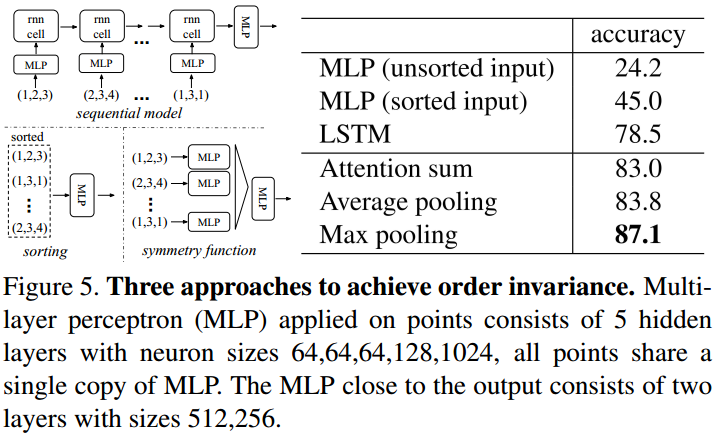 rnn cell
rnn cell
...
rnn cell
MLP
MLP
MLP
...
MLP
(1,2,3)
(2,3,4)
...
(1,3,1)
sequential model
sorted
(1,2,3)
(1,3,1)
(2,3,4)
MLP
sorting
(1,2,3)
MLP
(2,3,4)
MLP
(1,3,1)
MLP
MLP
symmetry function
accuracy
MLP (unsorted input) 24.2
MLP (sorted input) 45.0
LSTM 78.5
Attention sum 83.0
Average pooling 83.8
Max pooling 87.1
Figure 5. Three approaches to achieve order invariance. Multi-
layer perceptron (MLP) applied on points consists of 5 hidden
layers with neuron sizes 64,64,64,128,1024, all points share a
single copy of MLP. The MLP close to the output consists of two
layers with sizes 512,256.